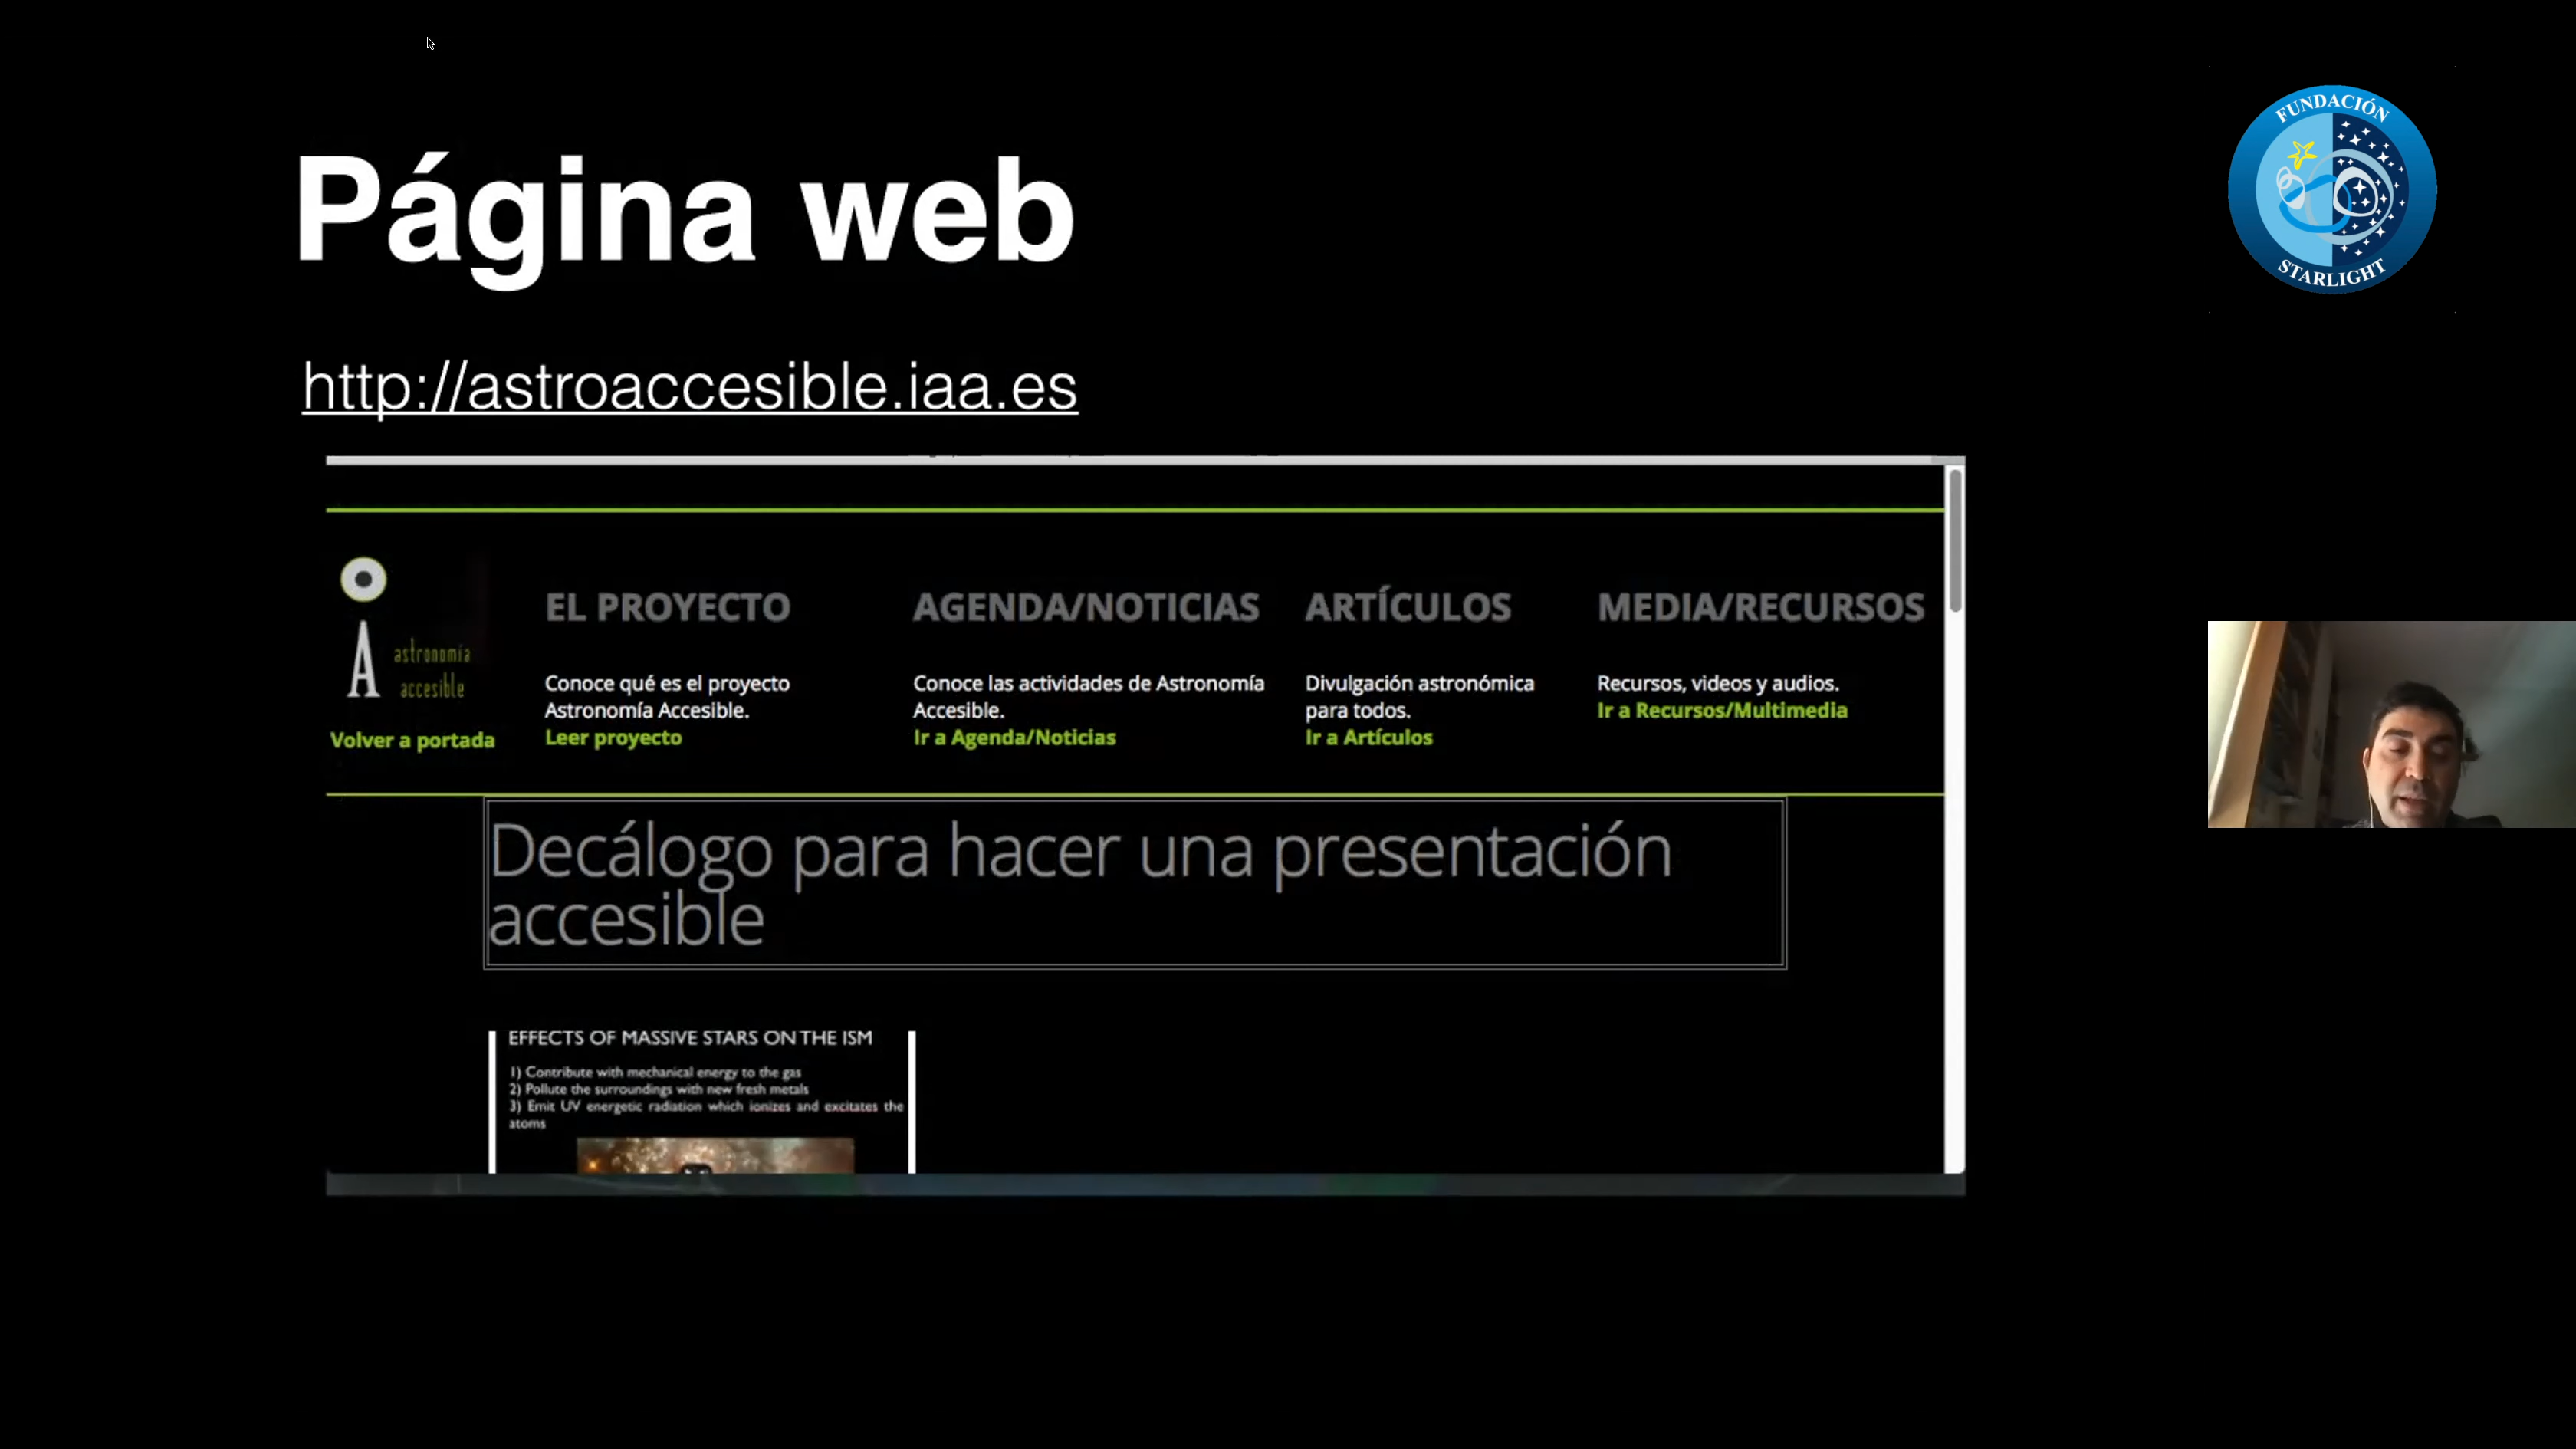 Página web
FUNDACIÓN
STARLIGHT
http://astroaccesible.iaa.es
A astronomía
accesible
Volver a portada
EL PROYECTO
Conoce qué es el proyecto
Astronomía Accesible.
Leer proyecto
AGENDA/NOTICIAS
Conoce las actividades de Astronomía
Accesible.
Ir a Agenda/Noticias
ARTÍCULOS
Divulgación astronómica
para todos.
Ir a Artículos
MEDIA/RECURSOS
Recursos, videos y audios.
Ir a Recursos/Multimedia
Decálogo para hacer una presentación
accesible
EFFECTS OF MASSIVE STARS ON THE ISM
1) Contribute with mechanical energy to the gas
2) Pollute the surroundings with new fresh metals
3) Emit UV energetic radiation which ionizes and excitates the
atoms